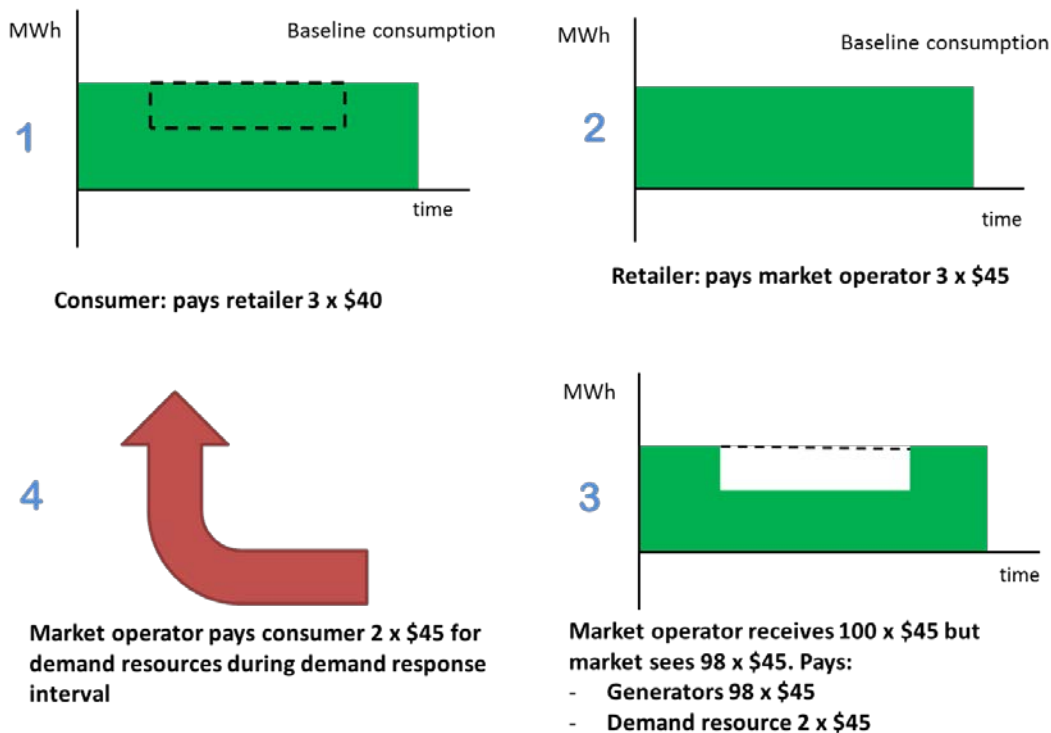 MWh
Baseline consumption
1
time
Consumer: pays retailer 3 x $40
MWh
Baseline consumption
2
time
Retailer: pays market operator 3 x $45
4
Market operator pays consumer 2 x $45 for
demand resources during demand response
interval
MWh
3
time
Market operator receives 100 x $45 but
market sees 98 x $45. Pays:
- Generators 98 x $45
- Demand resource 2 x $45